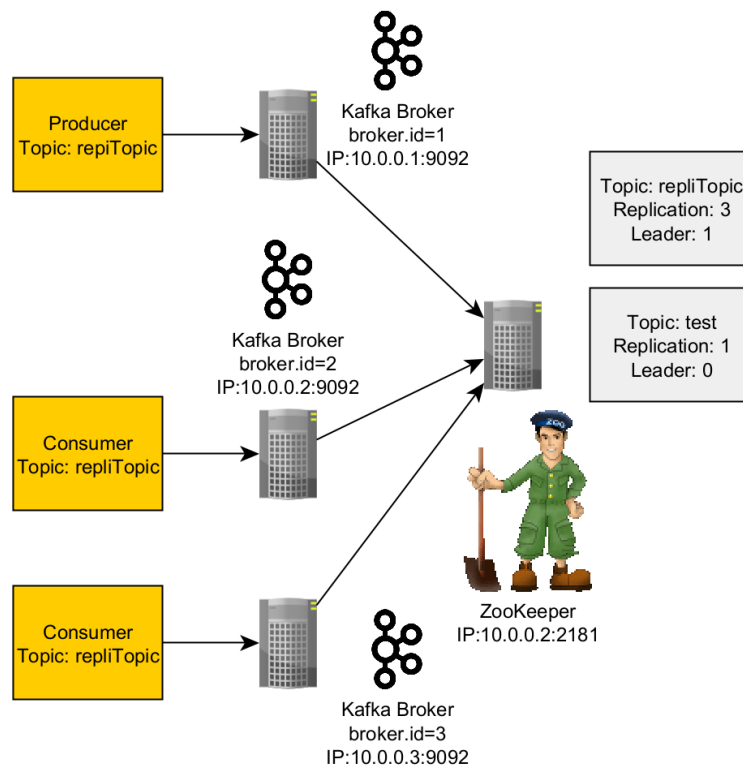 Kafka Broker
broker.id=1
IP:10.0.0.1:9092
Producer
Topic: repiTopic
Topic: repliTopic
Replication: 3
Leader: 1
Kafka Broker
broker.id=2
IP:10.0.0.2:9092
Topic: test
Replication: 1
Leader: 0
ZOO
Consumer
Topic: repliTopic
Consumer
Topic: repliTopic
ZooKeeper
IP:10.0.0.2:2181
Kafka Broker
broker.id=3
IP:10.0.0.3:9092